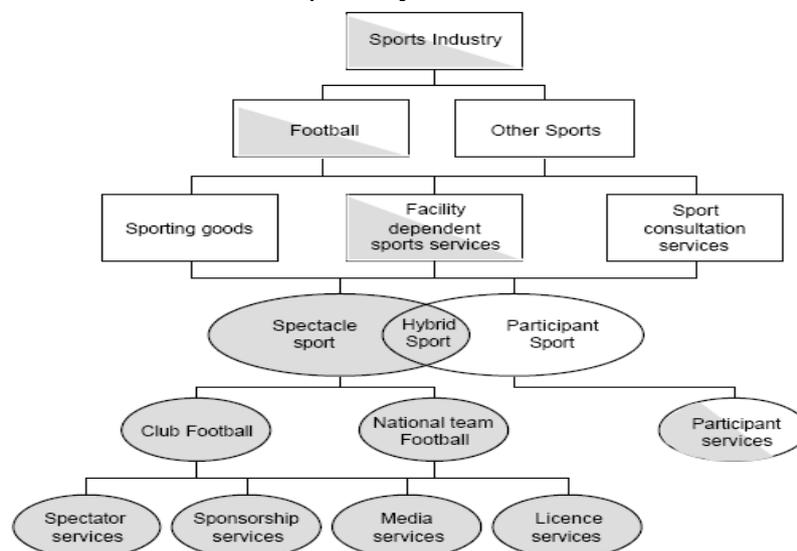 Sports Industry
Football
Other Sports
Sporting goods
Facility
dependent
sports services
Sport
consultation
services
Spectacle
sport
Hybrid
Sport
Participant
Sport
Club Football
National team
Football
Participant
services
Spectator
services
Sponsorship
services
Media
services
Licence
services